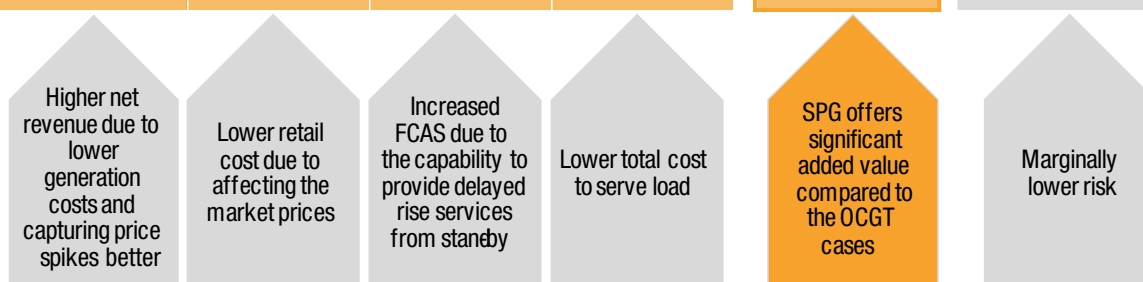 Higher net
revenue due to
lower
generation
costs and
capturing price
spikes better
Lower retail
cost due to
affecting the
market prices
Increased
FCAS due to
the capability to
provide delayed
rise services
from standby
Lower total cost
to serve load
SPG offers
significant
added value
compared to
the OCGT
cases
Marginally
lower risk